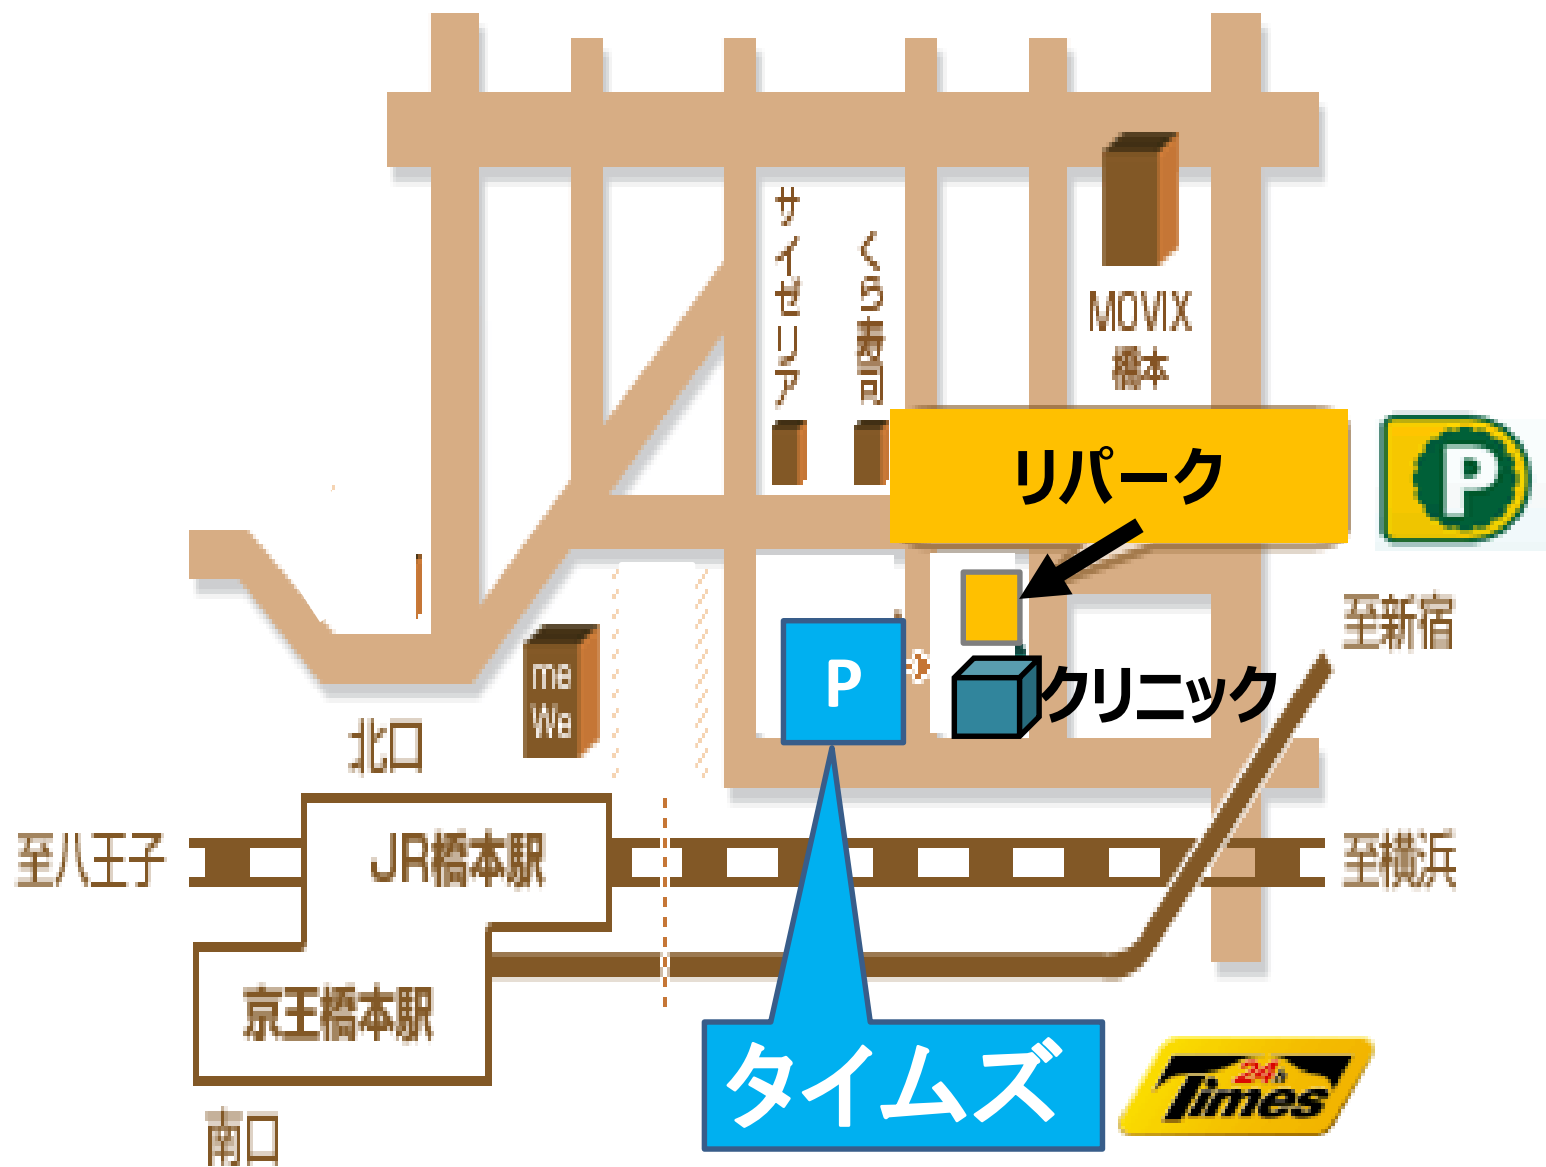 サイゼリア
くら寿司
MOVIX
橋本
リパーク
P
至新宿
me
We
P
クリニック
北口
至八王子
JR橋本駅
至横浜
京王橋本駅
タイムズ
24h
Times
南口